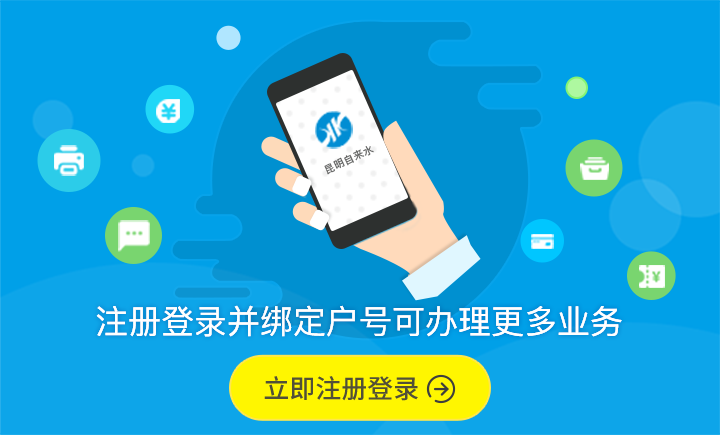 昆明自来水
注册登录并绑定户号可办理更多业务
立即注册登录